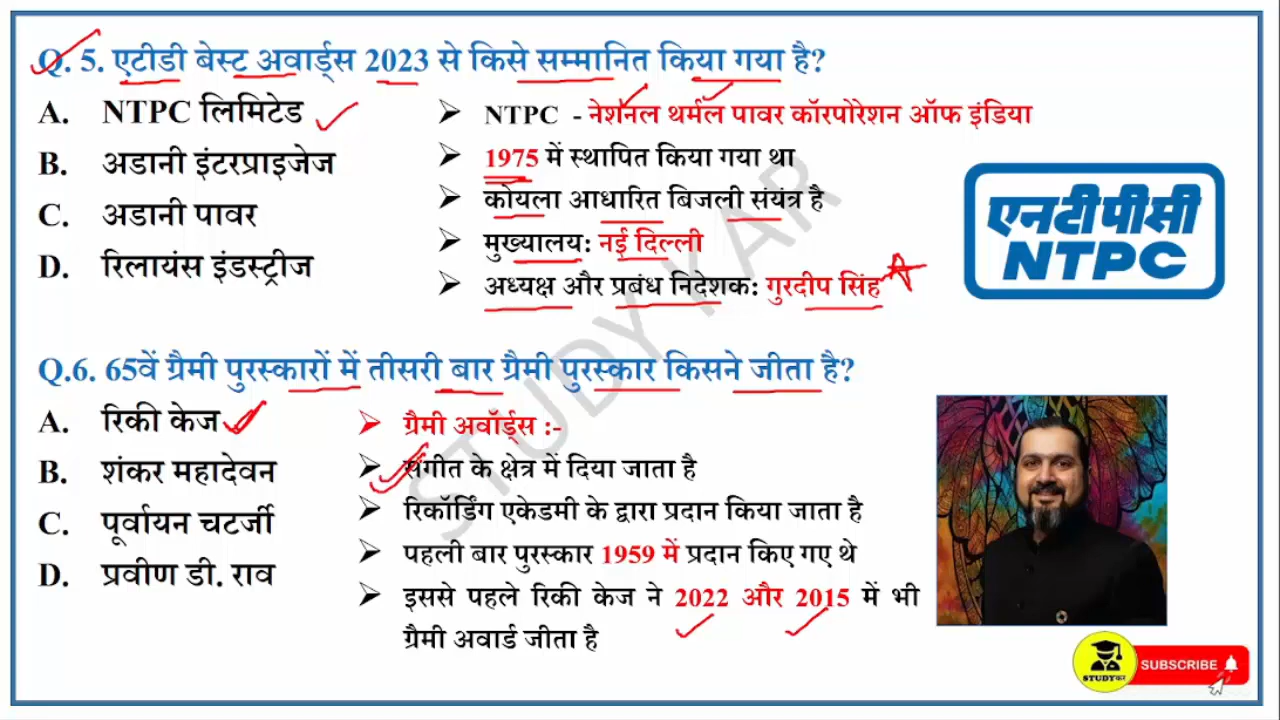 Q. 5. एटीडी बेस्ट अवार्ड्स 2023 से किसे सम्मानित किया गया है?
A. NTPC लिमिटेड
B. अडानी इंटरप्राइजेज
C. अडानी पावर
D. रिलायंस इंडस्ट्रीज
➤ NTPC - नेशनल थर्मल पावर कॉरपोरेशन ऑफ इंडिया
➤ 1975 में स्थापित किया गया था
➤ कोयला आधारित बिजली संयंत्र है
➤ मुख्यालय: नई दिल्ली
➤ अध्यक्ष और प्रबंध निदेशक: गुरदीप सिंह
एनटीपीसी
NTPC
Q.6. 65वें ग्रैमी पुरस्कारों में तीसरी बार ग्रैमी पुरस्कार किसने जीता है?
A. रिकी केज
B. शंकर महादेवन
C. पूर्वायन चटर्जी
D. प्रवीण डी. राव
➤ ग्रैमी अवॉर्ड्स :-
➤ संगीत के क्षेत्र में दिया जाता है
➤ रिकॉर्डिंग एकेडमी के द्वारा प्रदान किया जाता है
➤ पहली बार पुरस्कार 1959 में प्रदान किए गए थे
➤ इससे पहले रिकी केज ने 2022 और 2015 में भी
ग्रैमी अवार्ड जीता है
STUDY KAR
STUDYकर
SUBSCRIBE